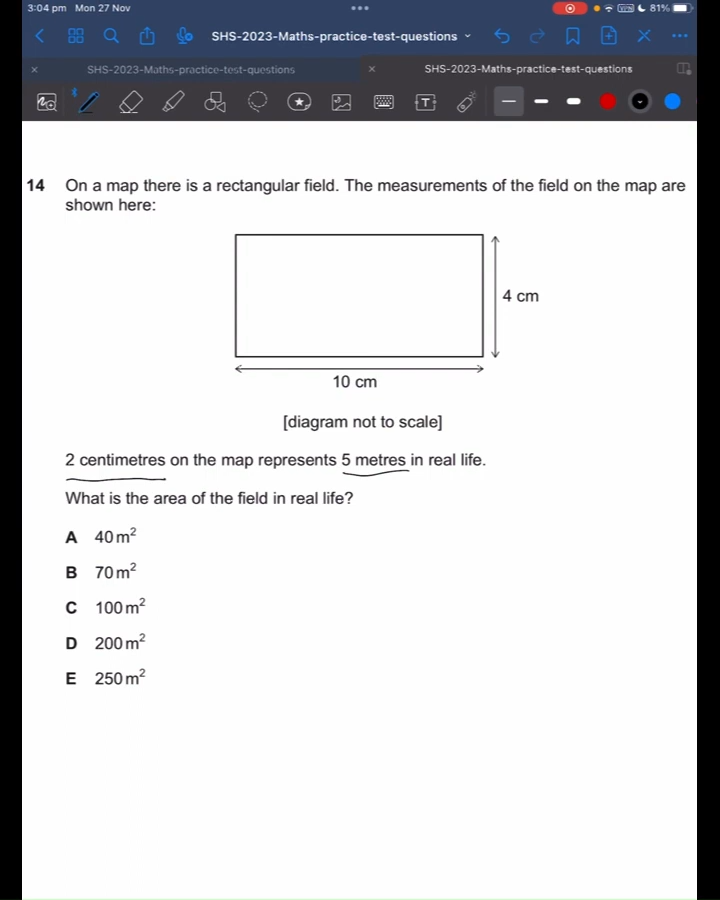 3:04 pm Mon 27 Nov
81%
SHS-2023-Maths-practice-test-questions
SHS-2023-Maths-practice-test-questions
SHS-2023-Maths-practice-test-questions
14 On a map there is a rectangular field. The measurements of the field on the map are
shown here:
4 cm
10 cm
[diagram not to scale]
2 centimetres on the map represents 5 metres in real life.
What is the area of the field in real life?
A 40 m²
B 70 m²
C 100 m²
D 200 m²
E 250 m²